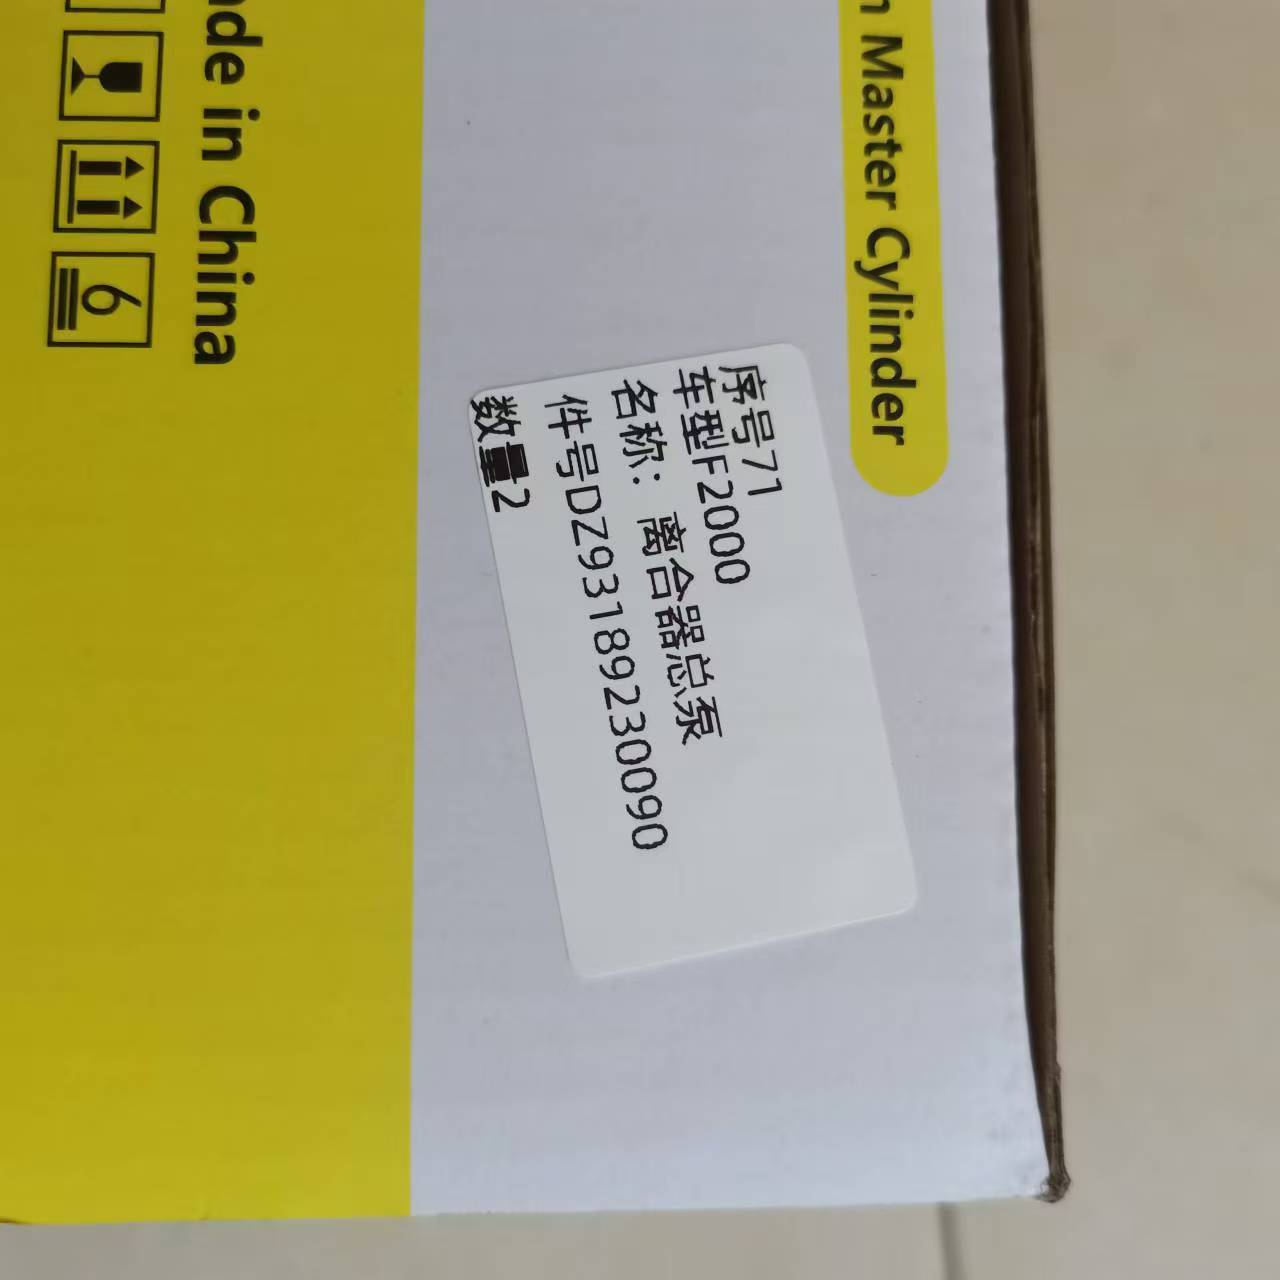 Made in China
6
n Master Cylinder
序号71
车型F2000
名称：离合器总泵
件号DZ93189230090
数量2